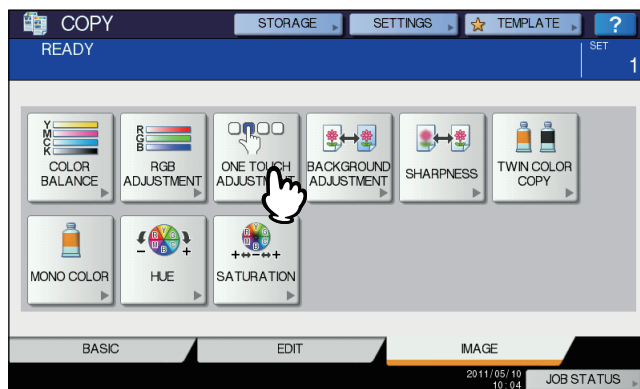 COPY
STORAGE
SETTINGS
TEMPLATE
?
READY
SET
1
Y
M
C
K
COLOR
BALANCE
R
G
B
RGB
ADJUSTMENT
ONE TOUCH
ADJUSTMENT
BACKGROUND
ADJUSTMENT
SHARPNESS
TWIN COLOR
COPY
MONO COLOR
- +
HUE
+↔−↔+
SATURATION
BASIC
EDIT
IMAGE
2011/05/10
10:04
JOB STATUS